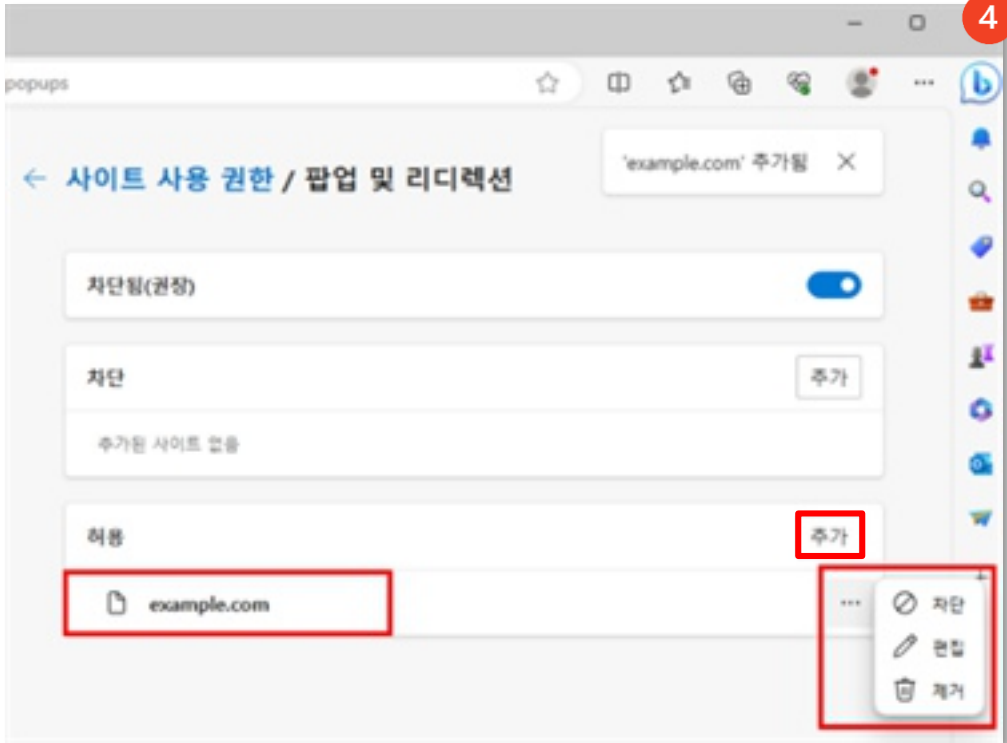 4
popups
'example.com' 추가됨
← 사이트 사용 권한 / 팝업 및 리디렉션
차단됨(권장)
차단
추가
추가된 사이트 없음
허용
추가
example.com
차단
편집
제거